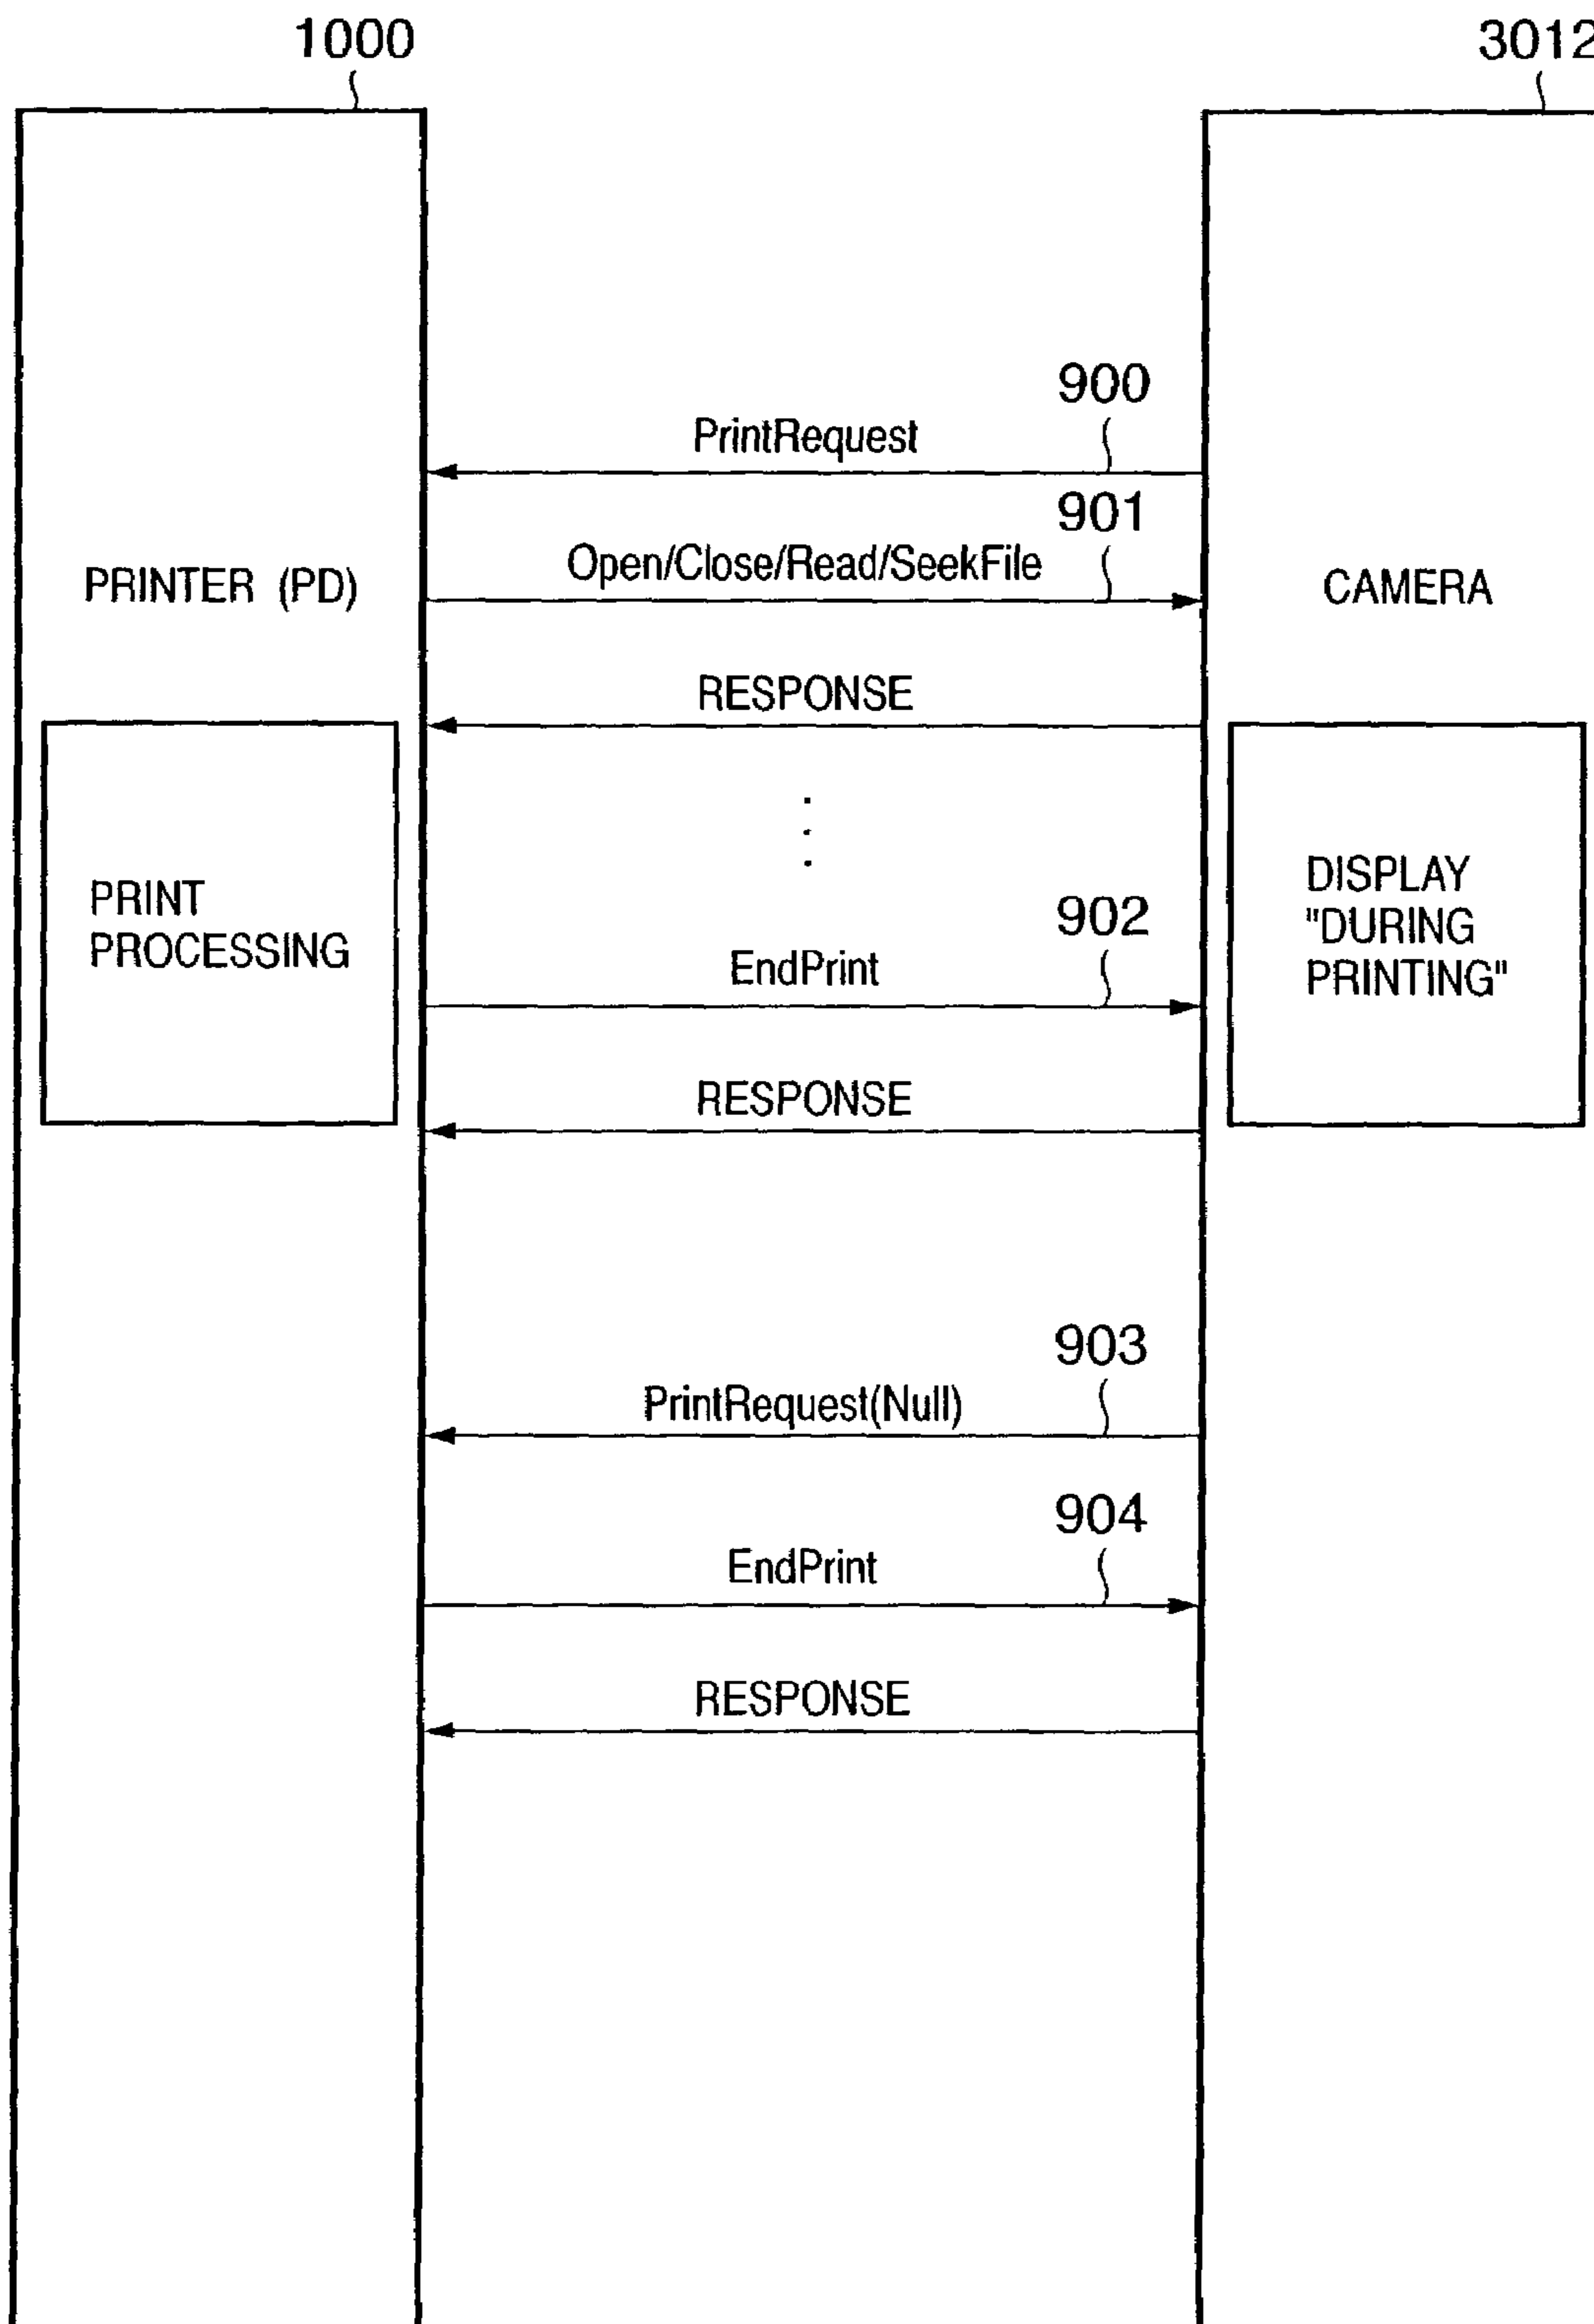 1000
3012
900
PrintRequest
901
Open/Close/Read/SeekFile
PRINTER (PD)
CAMERA
RESPONSE
PRINT
PROCESSING
DISPLAY
"DURING
PRINTING"
902
EndPrint
RESPONSE
903
PrintRequest(Null)
904
EndPrint
RESPONSE